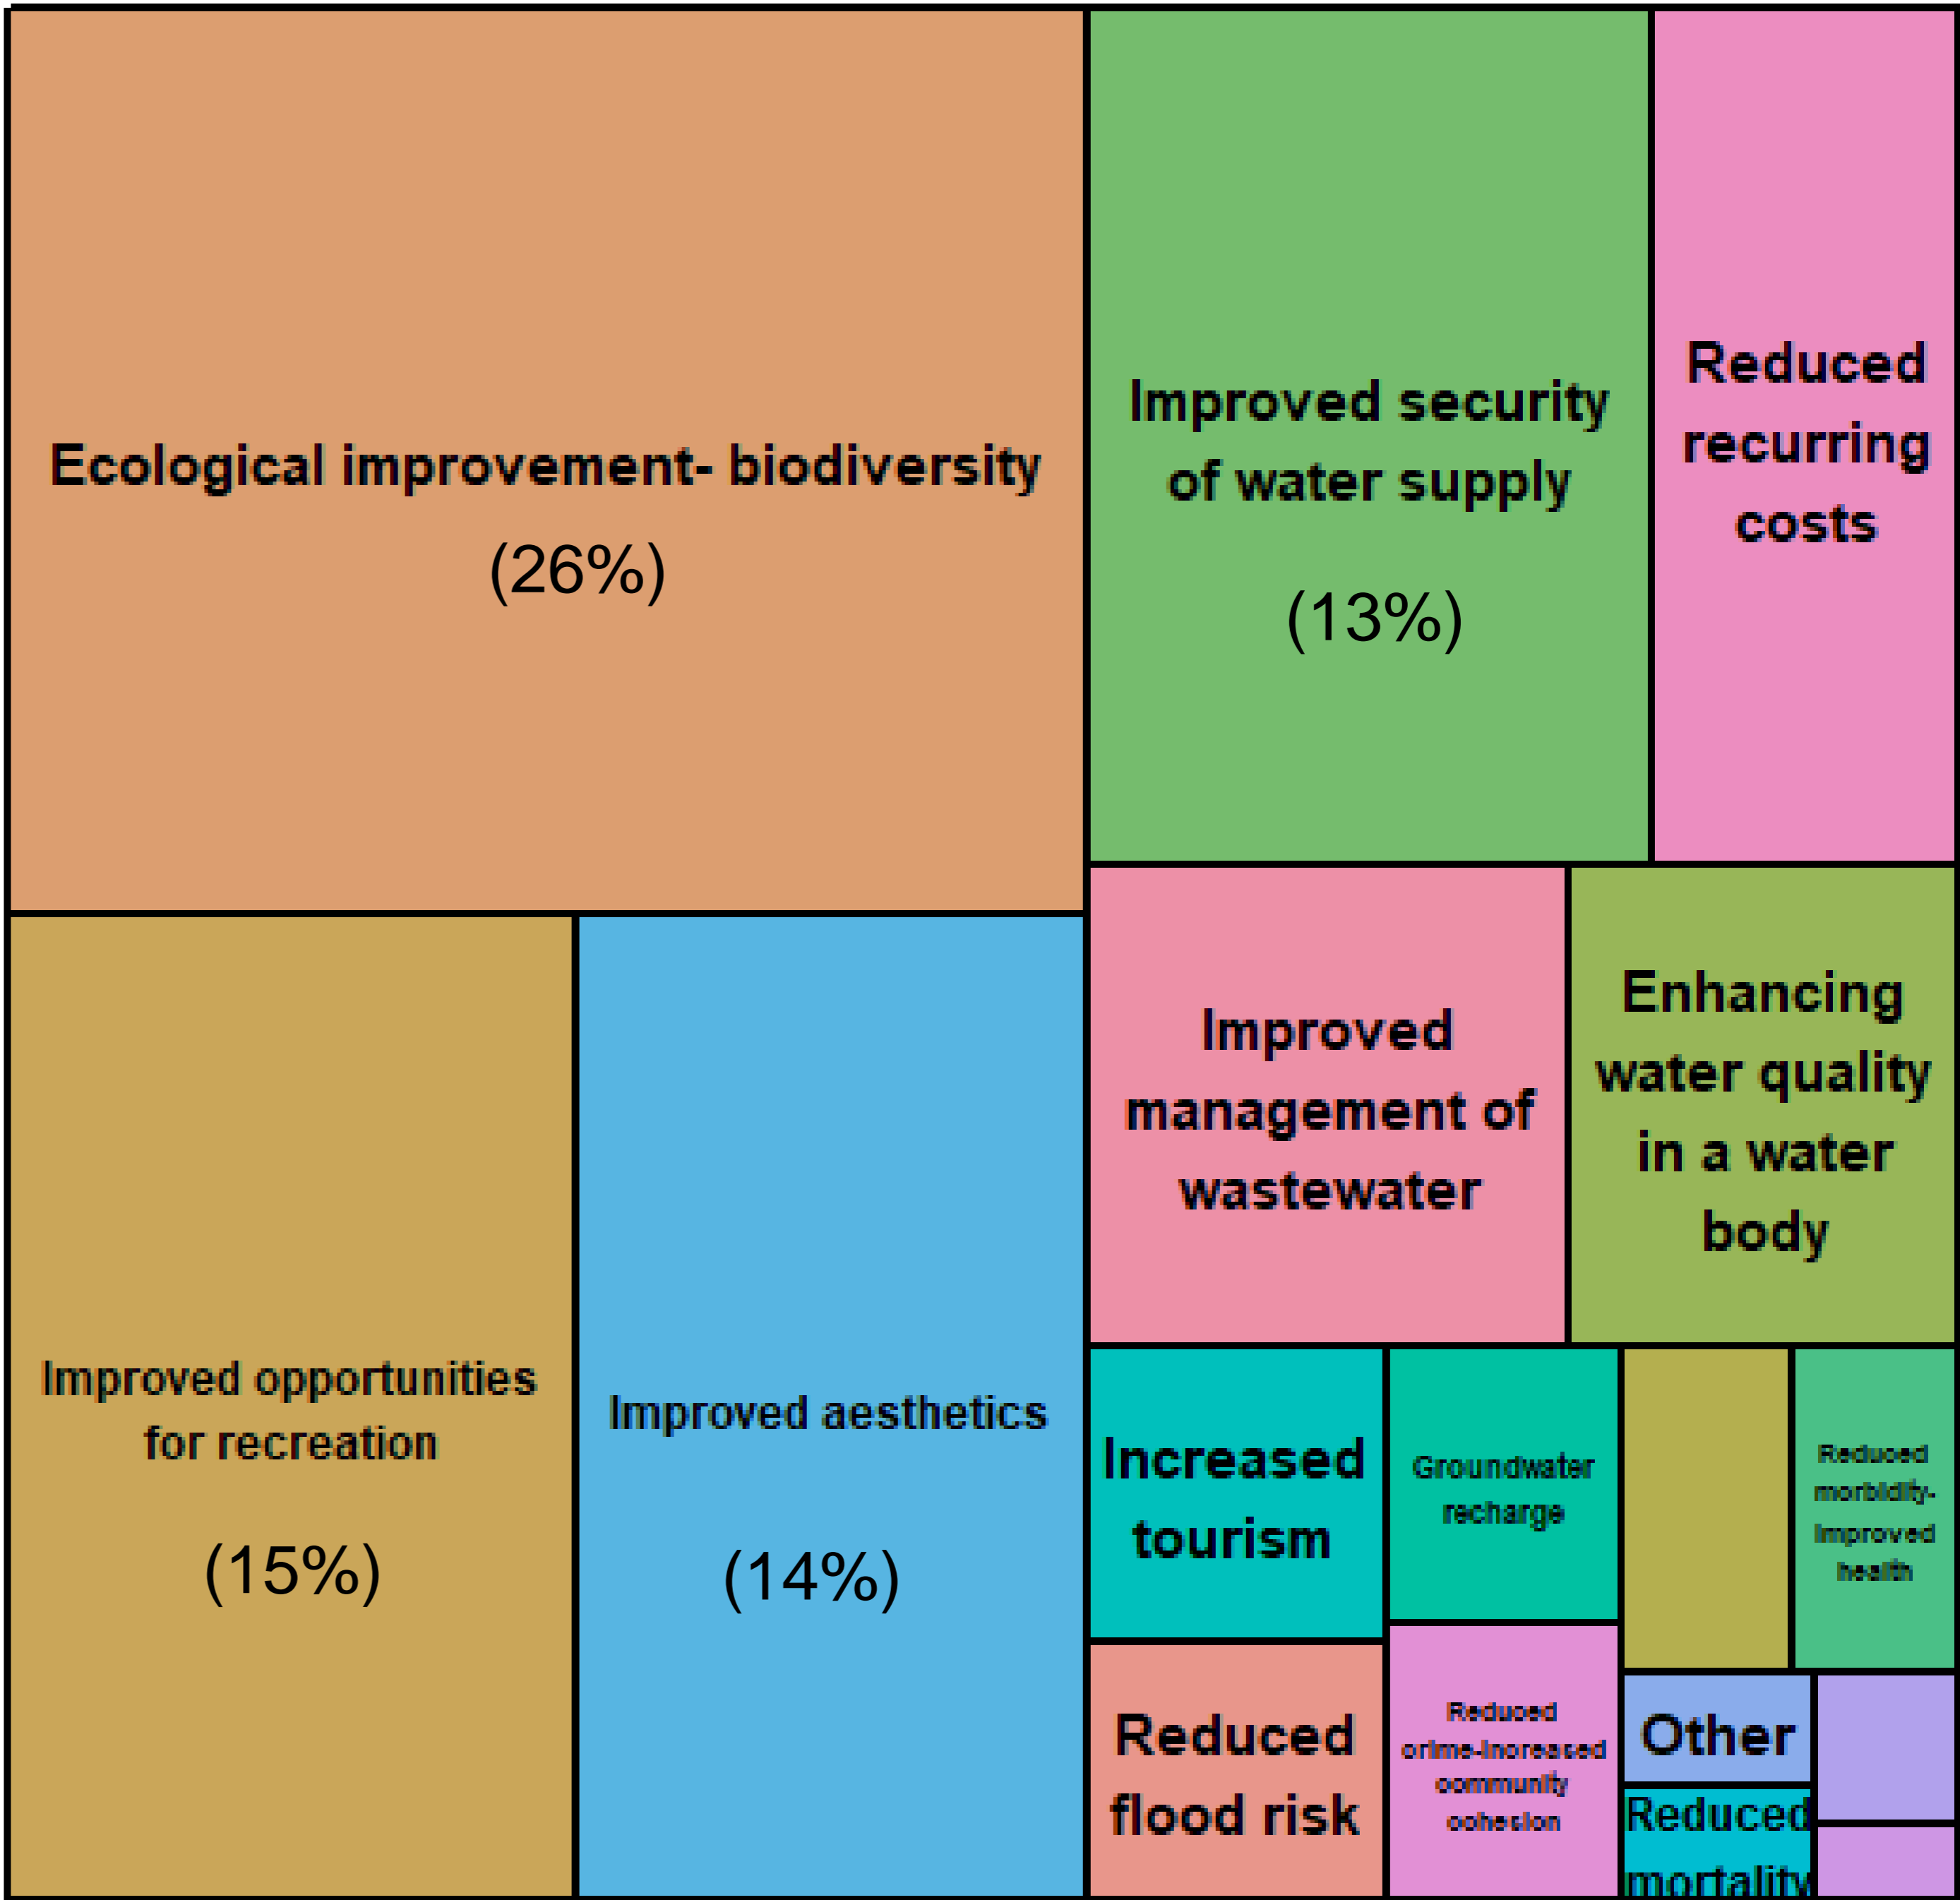 Ecological improvement- biodiversity
(26%)
Improved security
of water supply
(13%)
Reduced
recurring
costs
Improved opportunities
for recreation
(15%)
Improved aesthetics
(14%)
Improved
management of
wastewater
Enhancing
water quality
in a water
body
Increased
tourism
Groundwater
recharge
Reduced
morbidity-
improved
health
Reduced
flood risk
Reduced
crime-increased
community
cohesion
Other
Reduced
mortality